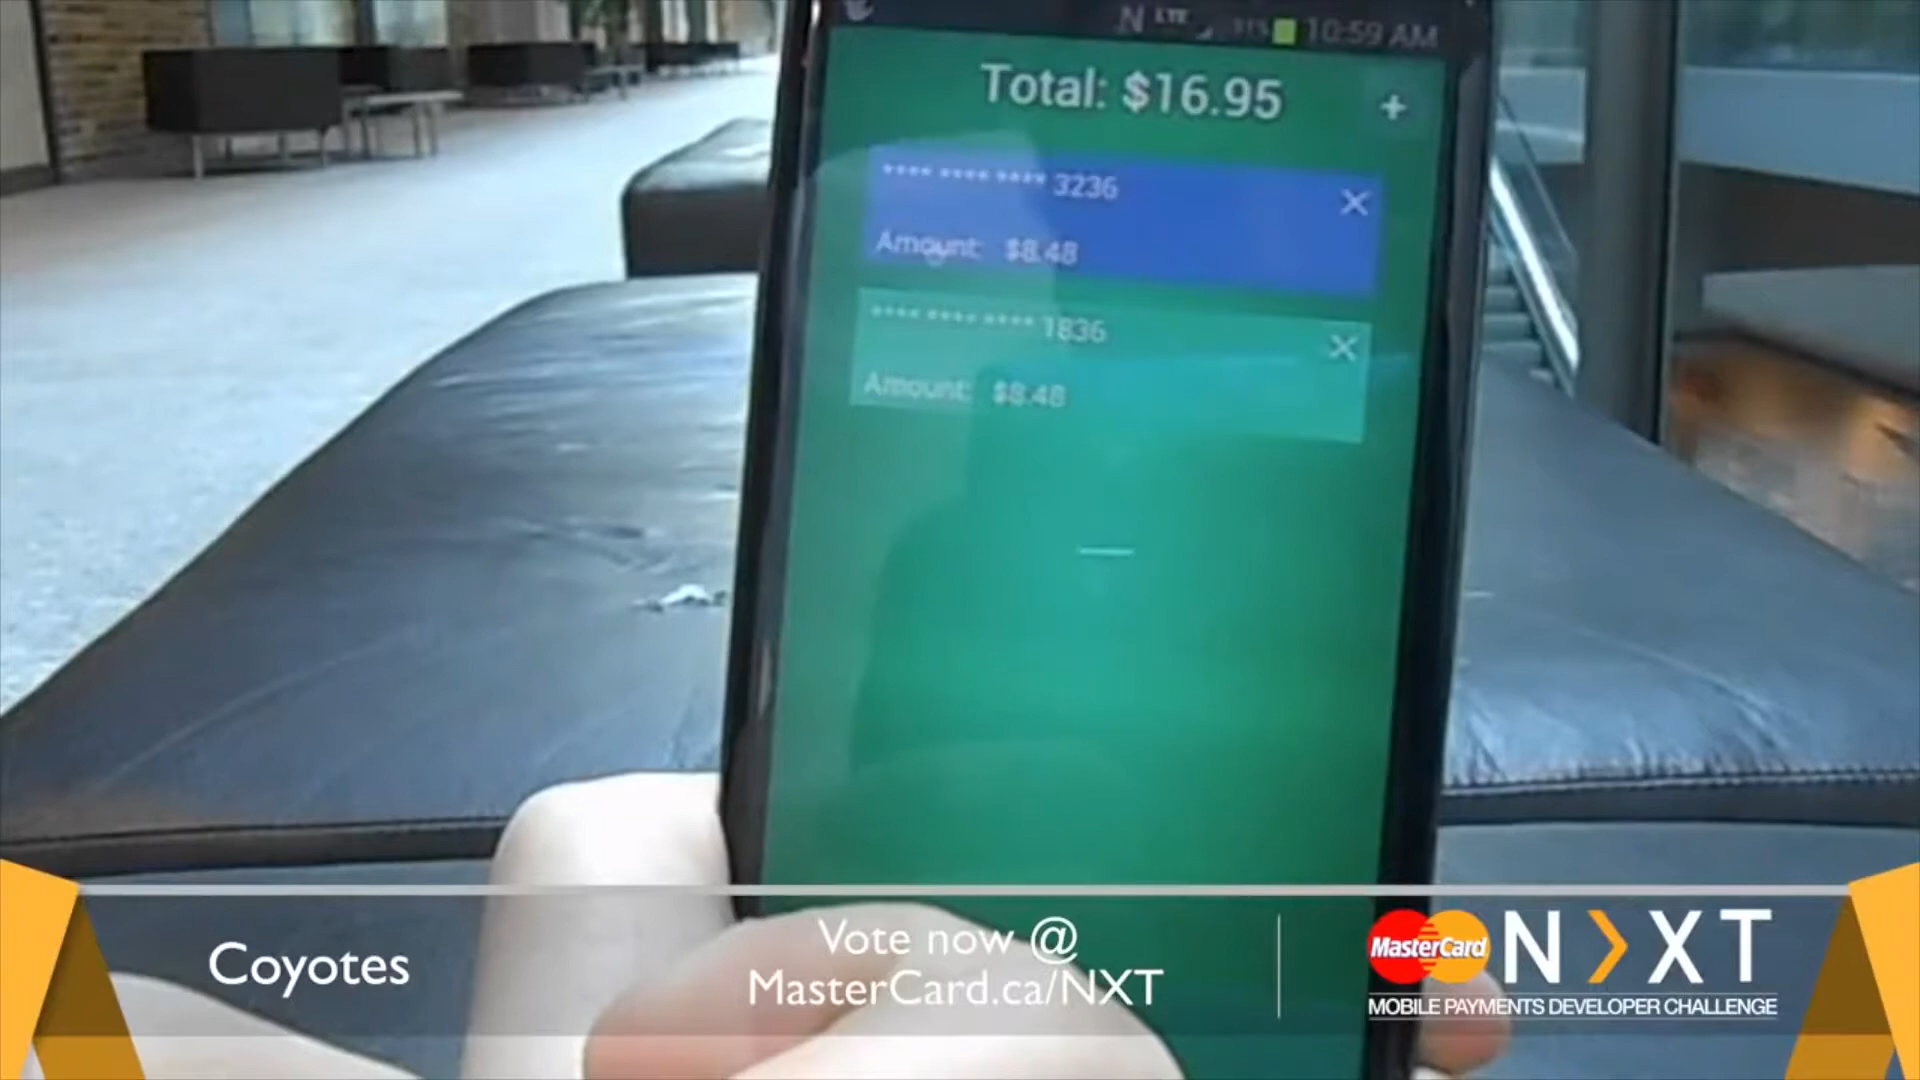 LTE 10:59 AM
Total: $16.95 +
**** **** **** 3236
Amount: $8.48
**** **** **** 1836
Amount: $8.48
Coyotes
Vote now @
MasterCard.ca/NXT
MasterCard N>XT
MOBILE PAYMENTS DEVELOPER CHALLENGE